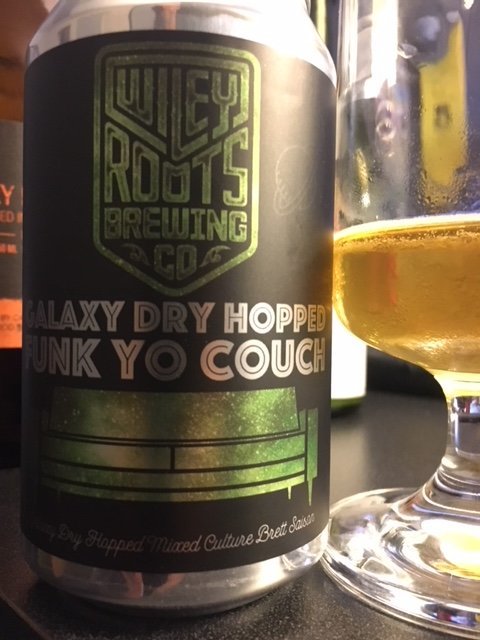 WILEY
ROOTS
BREWING
CO
GALAXY DRY HOPPED
FUNK YO COUCH
Dry Hopped Mixed Culture Brett Saison